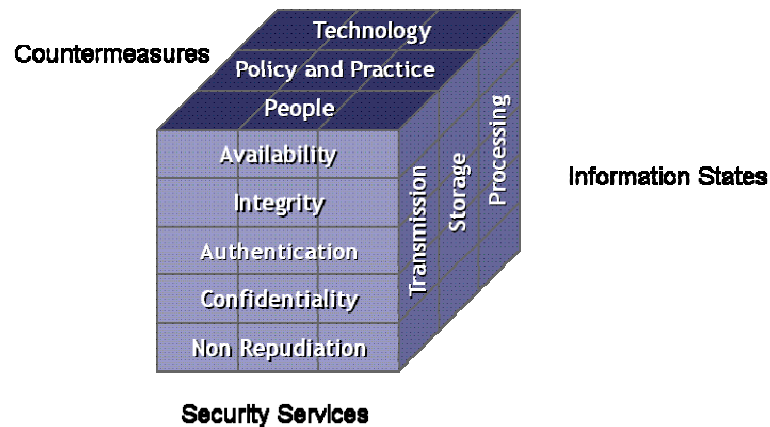 Technology
Countermeasures
Policy and Practice
People
Availability
Integrity
Authentication
Confidentiality
Non Repudiation
Transmission
Storage
Processing
Information States
Security Services